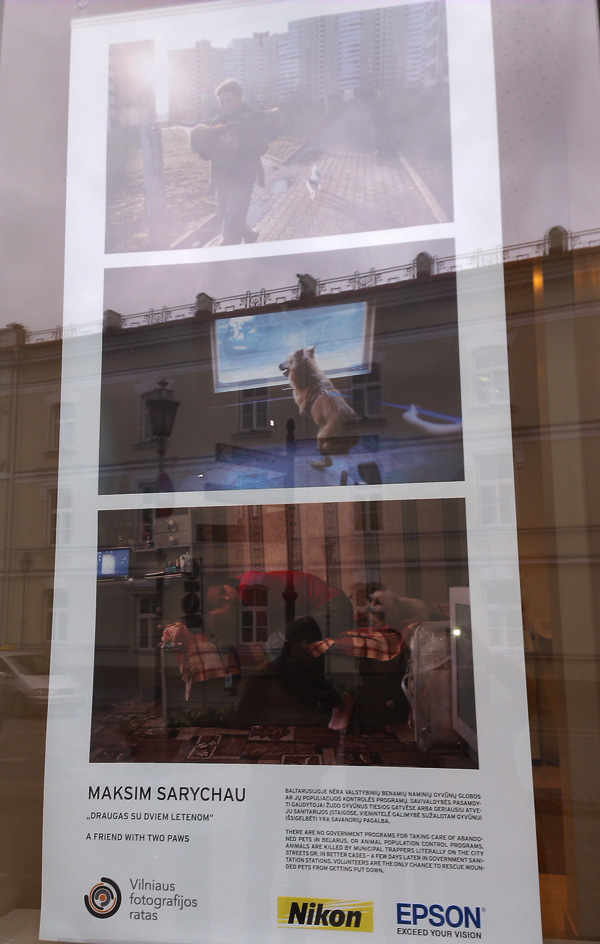 MAKSIM SARYCHAU
„DRAUGAS SU DVIEM LETENOM“
A FRIEND WITH TWO PAWS
BALTARUSIJOJE NĖRA VALSTYBINIŲ BENAMIŲ NAMINIŲ GYVŪNŲ GLOBOS
AR JŲ POPULIACIJOS KONTROLĖS PROGRAMŲ. SAVIVALDYBĖS PASAMDY-
TI GAUDYTOJAI ŽUDO GYVŪNUS TIESIOG GATVĖSE ARBA GERIAUSIU ATVE-
JU SANITARIJOS ĮSTAIGOSE. VIENINTELĖ GALIMYBĖ SUŽALOTAM GYVŪNUI
IŠSIGELBĖTI YRA SAVANORIŲ PAGALBA.
THERE ARE NO GOVERNMENT PROGRAMS FOR TAKING CARE OF ABANDO-
NED PETS IN BELARUS, OR ANIMAL POPULATION CONTROL PROGRAMS.
ANIMALS ARE KILLED BY MUNICIPAL TRAPPERS LITERALLY ON THE CITY
STREETS OR, IN BETTER CASES - A FEW DAYS LATER IN GOVERNMENT SANI-
TATION STATIONS. VOLUNTEERS ARE THE ONLY CHANCE TO RESCUE WOUN-
DED PETS FROM GETTING PUT DOWN.
Vilniaus
fotografijos
ratas
Nikon
EPSON
EXCEED YOUR VISION